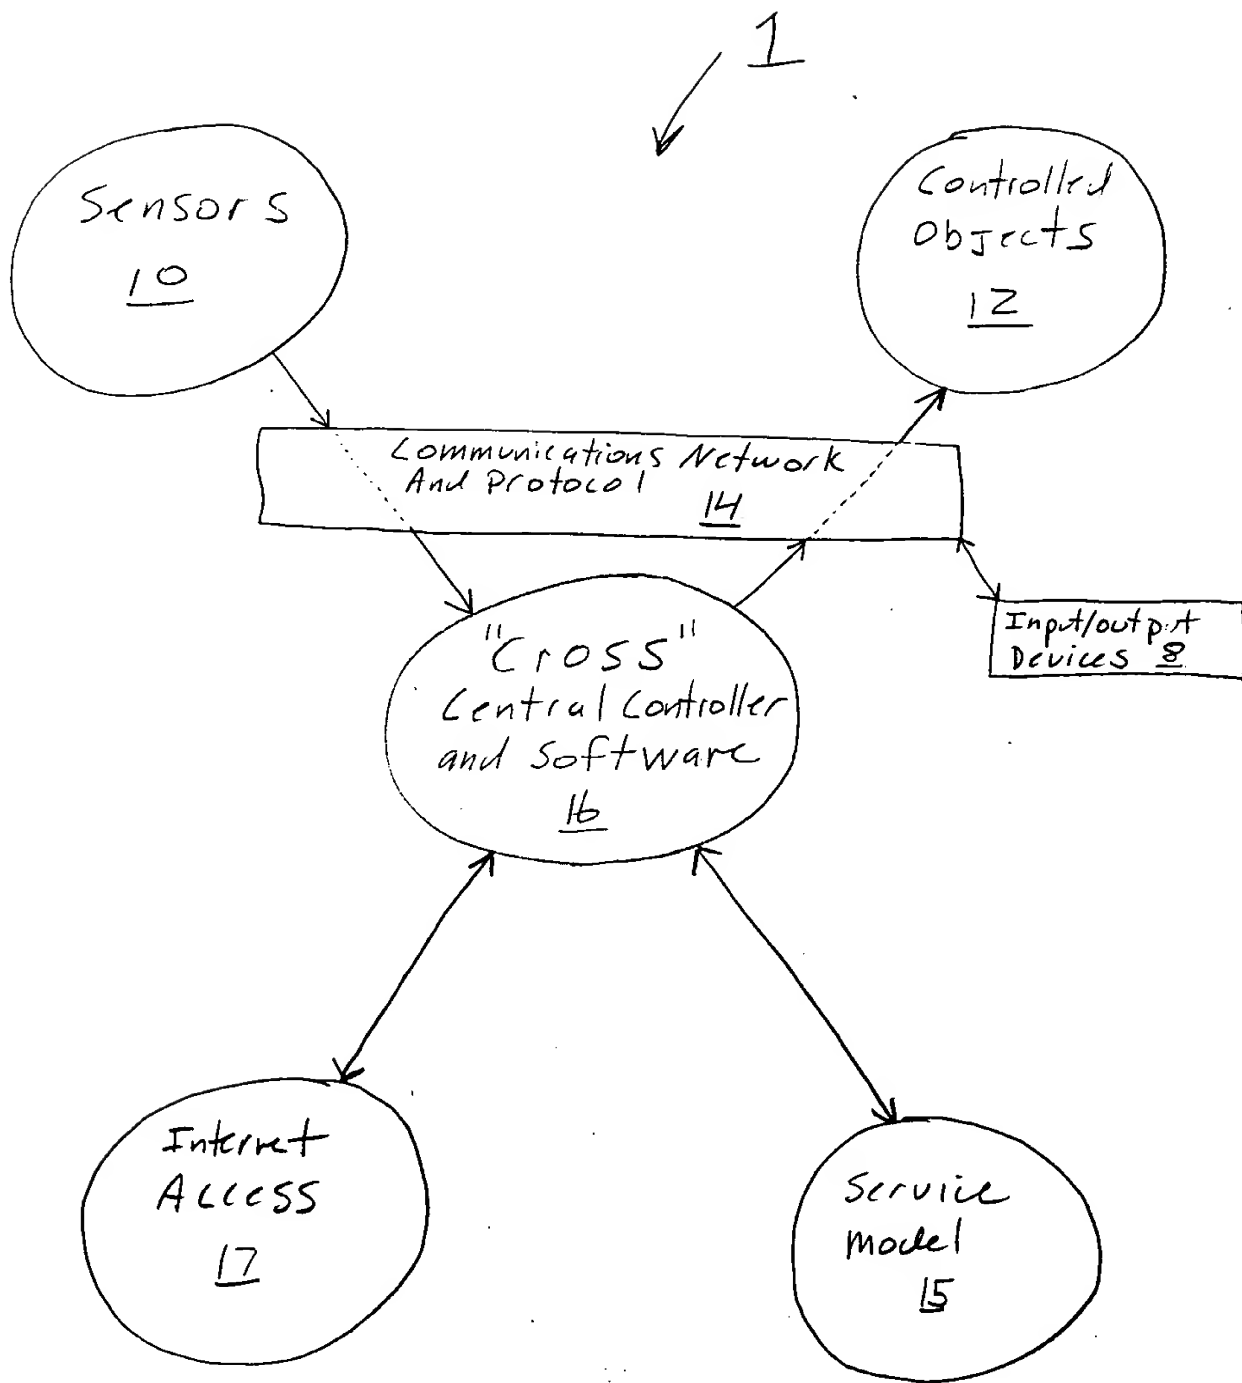 1
Sensors
10
Controlled
Objects
12
Communications Network
And Protocol
14
Input/output
Devices 8
"Cross"
Central Controller
and Software
16
Internet
Access
17
Service
Model
15